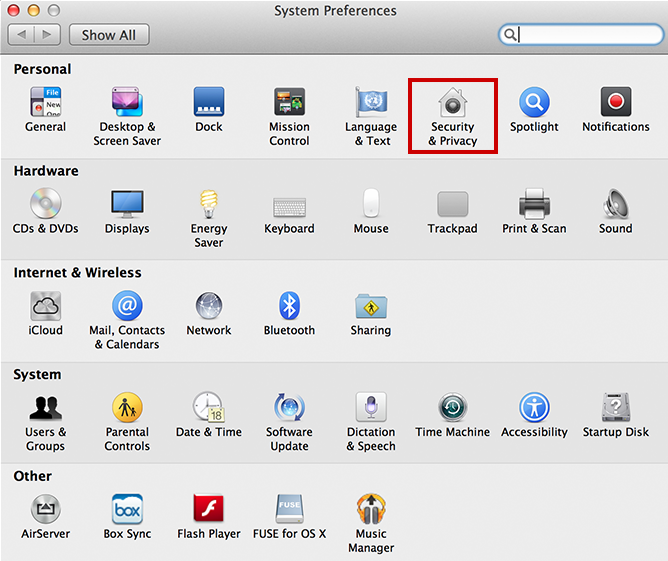 System Preferences
Show All
Personal
General
Desktop & Screen Saver
Dock
Mission Control
Language & Text
Security & Privacy
Spotlight
Notifications
Hardware
CDs & DVDs
Displays
Energy Saver
Keyboard
Mouse
Trackpad
Print & Scan
Sound
Internet & Wireless
iCloud
Mail, Contacts & Calendars
Network
Bluetooth
Sharing
System
Users & Groups
Parental Controls
18
Date & Time
Software Update
Dictation & Speech
Time Machine
Accessibility
?
Startup Disk
Other
AirServer
box
Box Sync
Flash Player
FUSE
FUSE for OS X
Music Manager
File
New
One